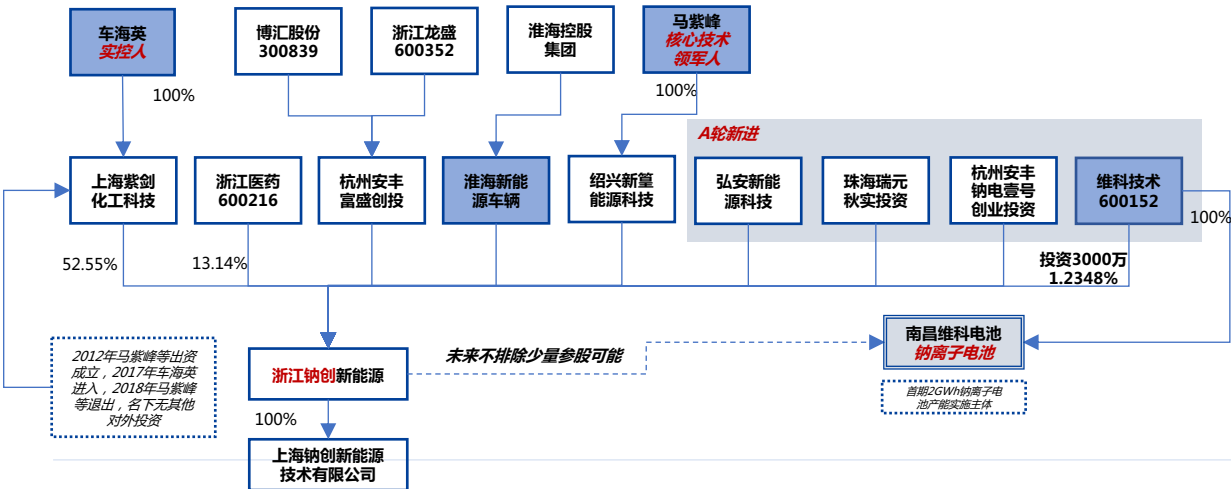 车海英
实控人
博汇股份
300839
浙江龙盛
600352
淮海控股
集团
马紫峰
核心技术
领军人
100%
100%
A轮新进
上海紫剑
化工科技
浙江医药
600216
杭州安丰
富盛创投
淮海新能
源车辆
绍兴新篁
能源科技
弘安新能
源科技
珠海瑞元
秋实投资
杭州安丰
钠电壹号
创业投资
维科技术
600152
100%
52.55%
13.14%
投资3000万
1.2348%
2012年马紫峰等出资
成立，2017年车海英
进入，2018年马紫峰
等退出，名下无其他
对外投资
浙江钠创新能源
未来不排除少量参股可能
南昌维科电池
钠离子电池
首期2GWh钠离子电
池产能实施主体
100%
上海钠创新能源
技术有限公司